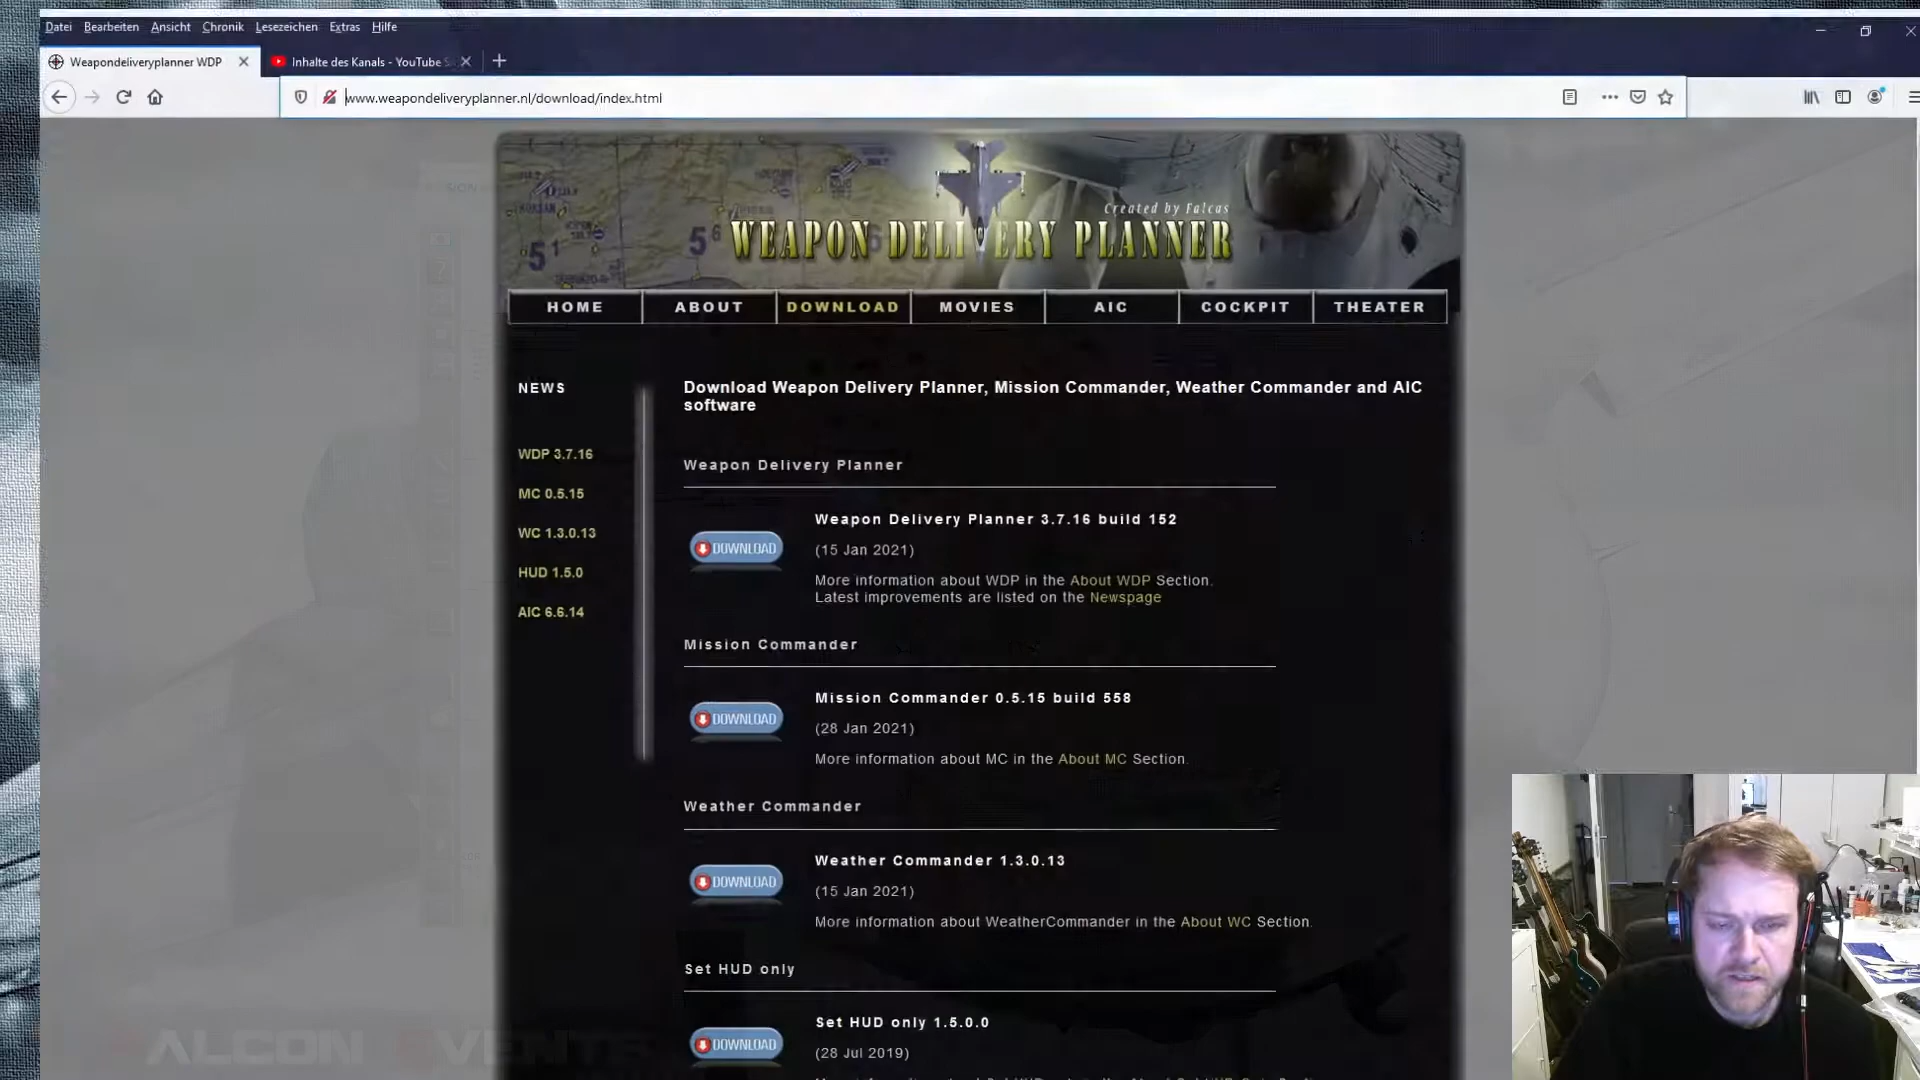 Datei Bearbeiten Ansicht Chronik Lesezeichen Extras Hilfe
Weapondeliveryplanner WDP
Inhalte des Kanals - YouTube
www.weapondeliveryplanner.nl/download/index.html
Created by Falcas
WEAPON DELIVERY PLANNER
HOME ABOUT DOWNLOAD MOVIES AIC COCKPIT THEATER
NEWS
WDP 3.7.16
MC 0.5.15
WC 1.3.0.13
HUD 1.5.0
AIC 6.6.14
Download Weapon Delivery Planner, Mission Commander, Weather Commander and AIC
software
Weapon Delivery Planner
DOWNLOAD
Weapon Delivery Planner 3.7.16 build 152
(15 Jan 2021)
More information about WDP in the About WDP Section.
Latest improvements are listed on the Newspage
Mission Commander
DOWNLOAD
Mission Commander 0.5.15 build 558
(28 Jan 2021)
More information about MC in the About MC Section.
Weather Commander
DOWNLOAD
Weather Commander 1.3.0.13
(15 Jan 2021)
More information about WeatherCommander in the About WC Section.
Set HUD only
DOWNLOAD
Set HUD only 1.5.0.0
(28 Jul 2019)